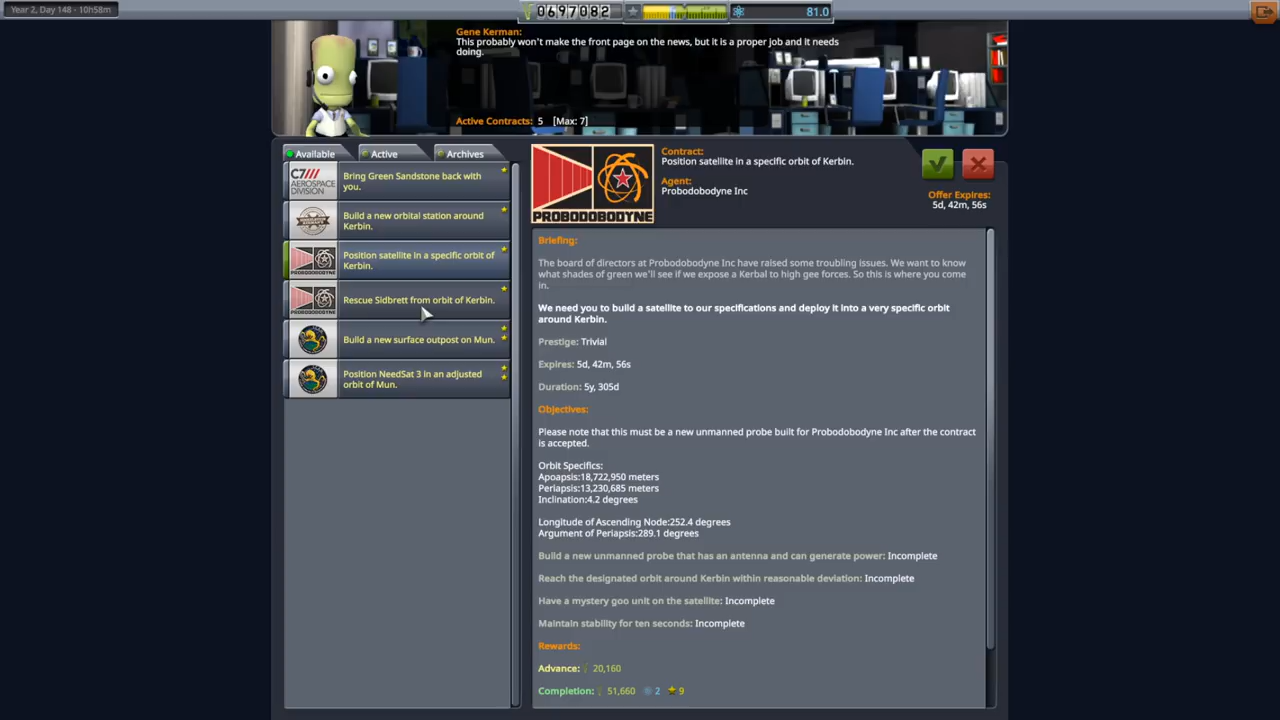 Year 2, Day 148 - 10h58m
0697082
81.0
Gene Kerman:
This probably won't make the front page on the news, but it is a proper job and it needs
doing.
Active Contracts: 5 [Max: 7]
Available
Active
Archives
C7
AEROSPACE
DIVISION
Bring Green Sandstone back with
you.
Build a new orbital station around
Kerbin.
PROBODOBODYNE
Position satellite in a specific orbit of
Kerbin.
PROBODOBODYNE
Rescue Sidbrett from orbit of Kerbin.
Build a new surface outpost on Mun.
Position NeedSat 3 in an adjusted
orbit of Mun.
PROBODOBODYNE
Contract:
Position satellite in a specific orbit of Kerbin.
Agent:
Probodobodyne Inc
Offer Expires:
5d, 42m, 56s
Briefing:
The board of directors at Probodobodyne Inc have raised some troubling issues. We want to know
what shades of green we'll see if we expose a Kerbal to high gee forces. So this is where you come
in.
We need you to build a satellite to our specifications and deploy it into a very specific orbit
around Kerbin.
Prestige: Trivial
Expires: 5d, 42m, 56s
Duration: 5y, 305d
Objectives:
Please note that this must be a new unmanned probe built for Probodobodyne Inc after the contract
is accepted.
Orbit Specifics:
Apoapsis:18,722,950 meters
Periapsis:13,230,685 meters
Inclination:4.2 degrees
Longitude of Ascending Node:252.4 degrees
Argument of Periapsis:289.1 degrees
Build a new unmanned probe that has an antenna and can generate power: Incomplete
Reach the designated orbit around Kerbin within reasonable deviation: Incomplete
Have a mystery goo unit on the satellite: Incomplete
Maintain stability for ten seconds: Incomplete
Rewards:
Advance: 20,160
Completion: 51,660 2 9